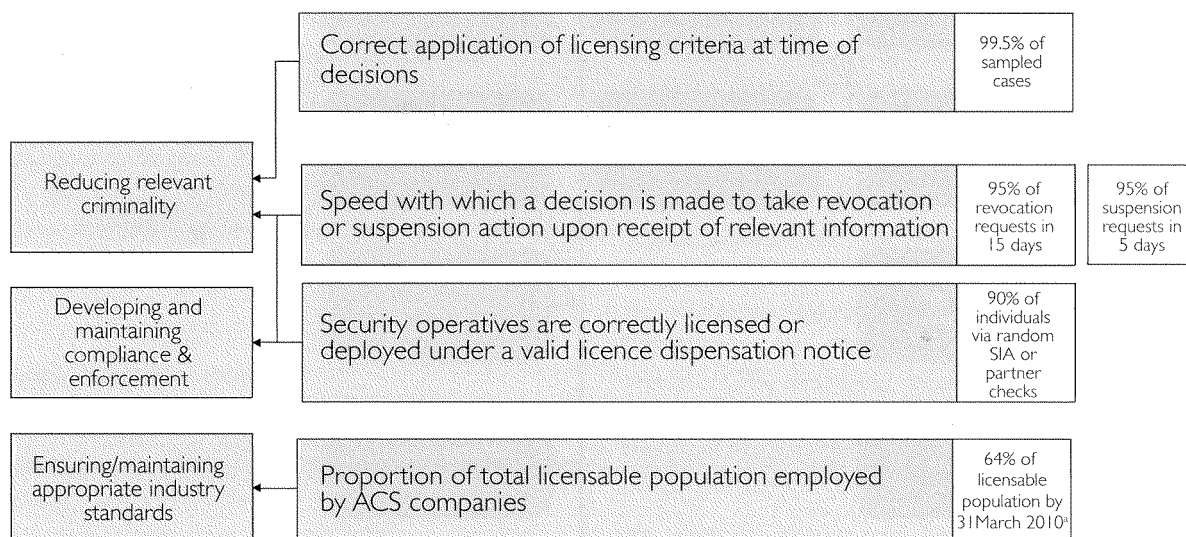 Correct application of licensing criteria at time of
decisions
99.5% of
sampled
cases
Reducing relevant
criminality
Speed with which a decision is made to take revocation
or suspension action upon receipt of relevant information
95% of
revocation
requests in
15 days
95% of
suspension
requests in
5 days
Developing and
maintaining
compliance &
enforcement
Security operatives are correctly licensed or
deployed under a valid licence dispensation notice
90% of
individuals
via random
SIA or
partner
checks
Ensuring/maintaining
appropriate industry
standards
Proportion of total licensable population employed
by ACS companies
64% of
licensable
population by
31March 2010ª